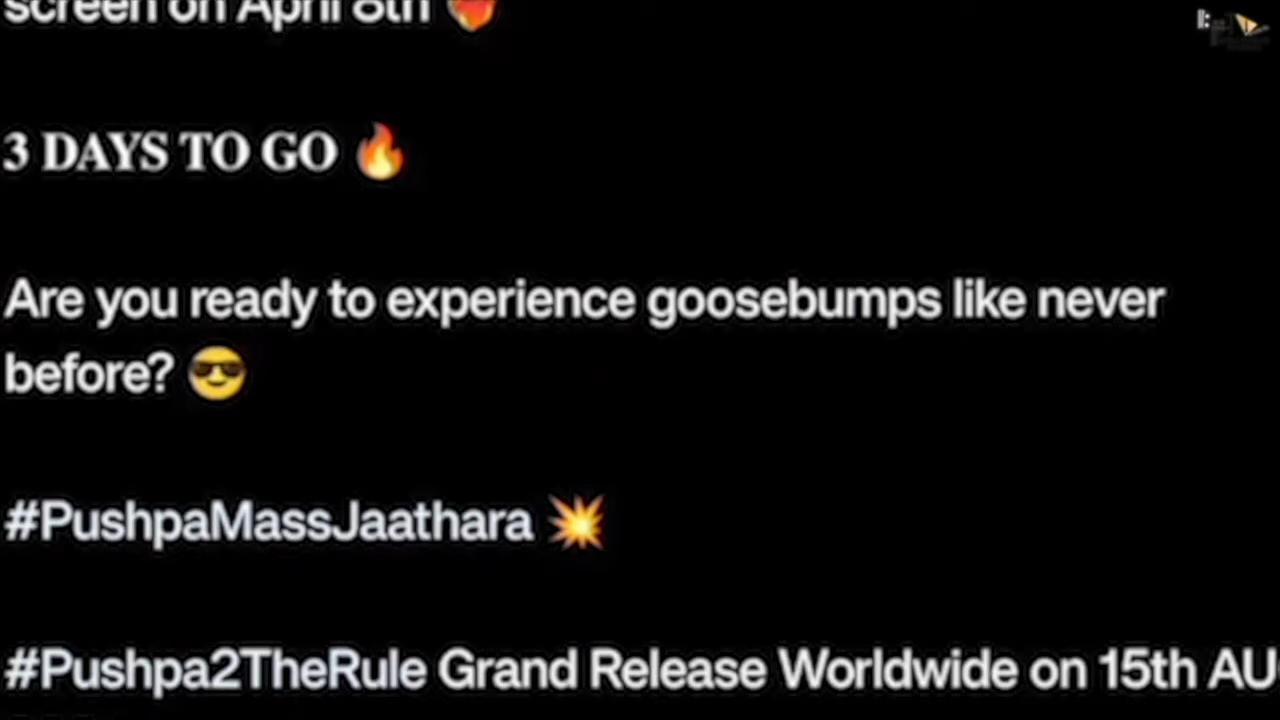 screen on April 8th ❤️‍🔥
3 DAYS TO GO 🔥
Are you ready to experience goosebumps like never
before? 😎
#PushpaMassJaathara 💥
#Pushpa2TheRule Grand Release Worldwide on 15th AU